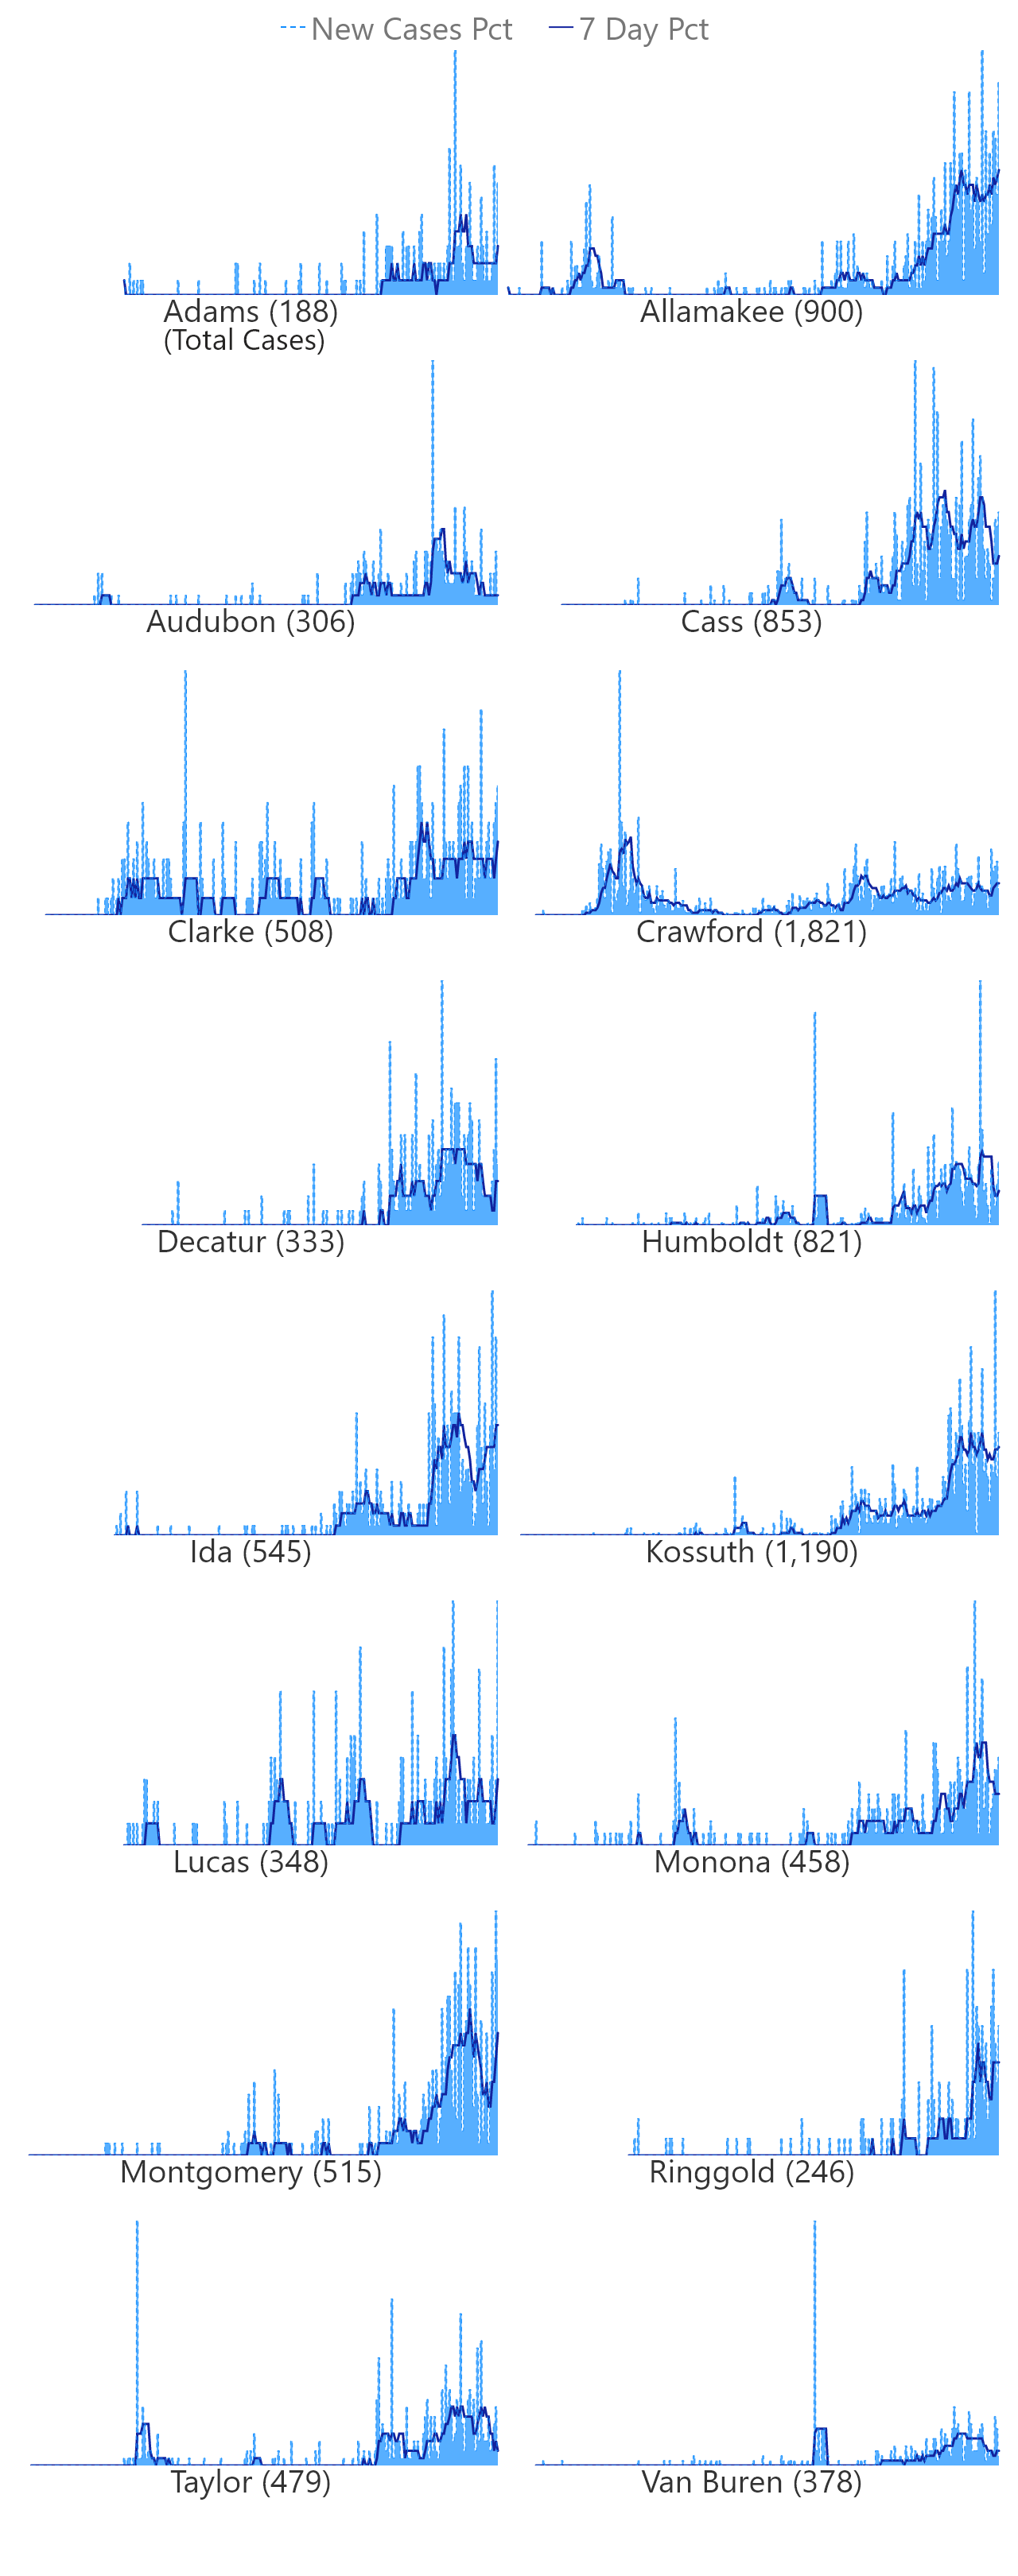 New Cases Pct 7 Day Pct
Adams (188)
(Total Cases)
Allamakee (900)
Audubon (306)
Cass (853)
Clarke (508)
Crawford (1,821)
Decatur (333)
Humboldt (821)
Ida (545)
Kossuth (1,190)
Lucas (348)
Monona (458)
Montgomery (515)
Ringgold (246)
Taylor (479)
Van Buren (378)